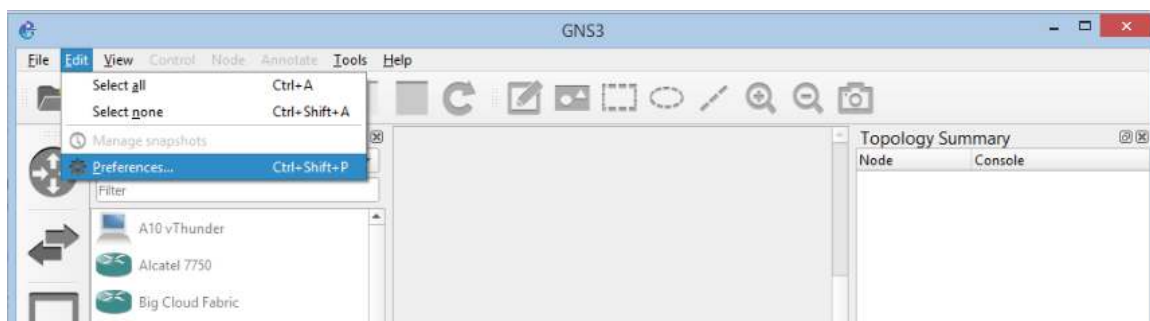 GNS3
File Edit View Control Node Annotate Tools Help
Select all Ctrl+A
Select none Ctrl+Shift+A
Manage snapshots
Preferences... Ctrl+Shift+P
Filter
A10 vThunder
Alcatel 7750
Big Cloud Fabric
Topology Summary
Node Console